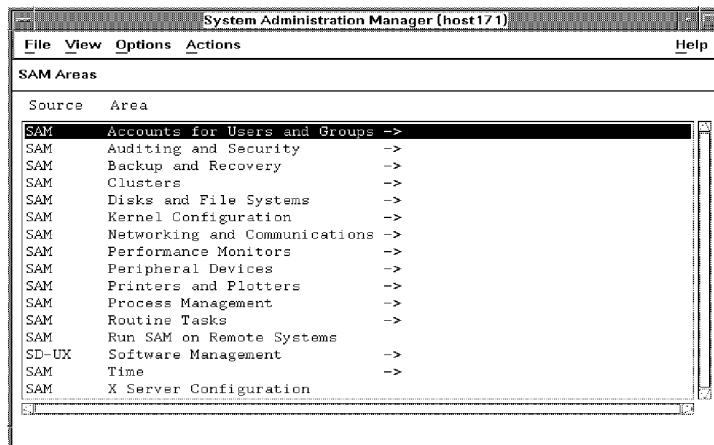 System Administration Manager (host171)
File View Options Actions Help
SAM Areas
Source Area
SAM Accounts for Users and Groups ->
SAM Auditing and Security ->
SAM Backup and Recovery ->
SAM Clusters ->
SAM Disks and File Systems ->
SAM Kernel Configuration ->
SAM Networking and Communications ->
SAM Performance Monitors ->
SAM Peripheral Devices ->
SAM Printers and Plotters ->
SAM Process Management ->
SAM Routine Tasks ->
SAM Run SAM on Remote Systems
SD-UX Software Management ->
SAM Time ->
SAM X Server Configuration